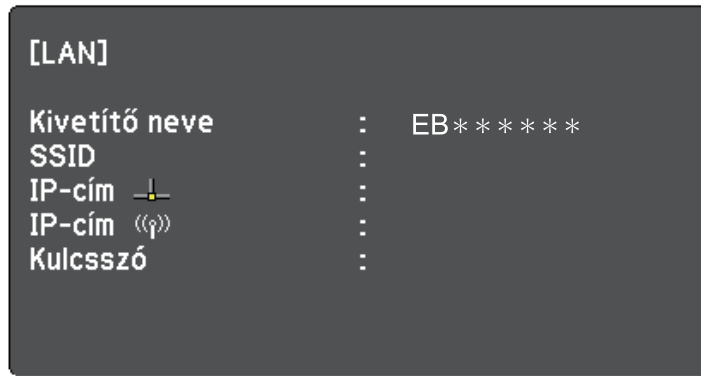 [LAN]
Kivetítő neve : EB∗∗∗∗∗∗
SSID :
IP-cím :
IP-cím :
Kulcsszó :